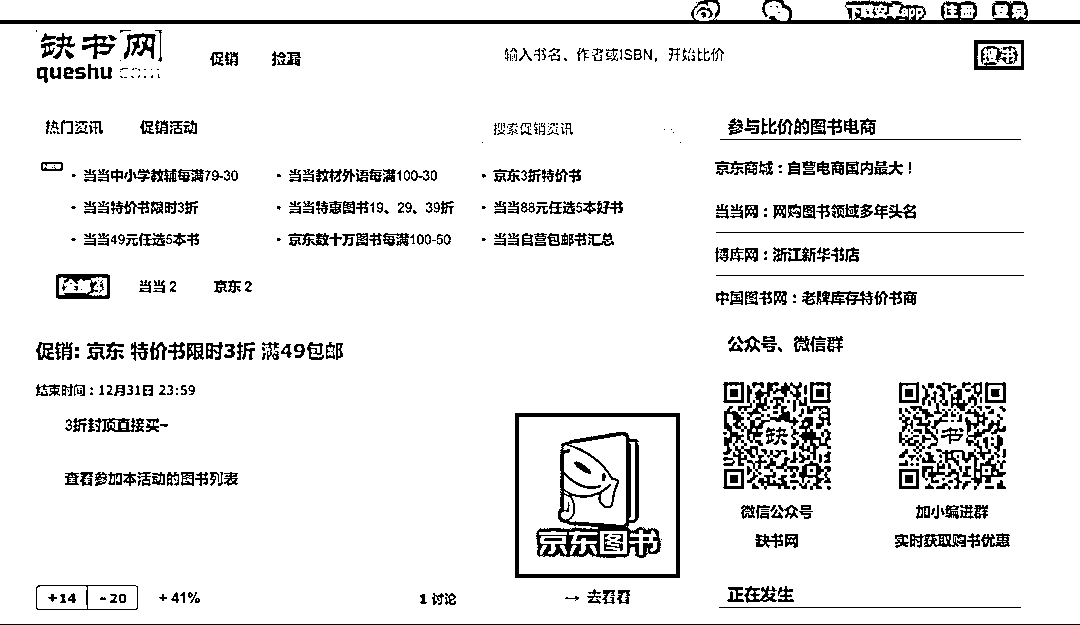 下载安卓app 注册 登录
缺书网
queshu.com
促销 捡漏
输入书名、作者或ISBN，开始比价
搜书
热门资讯 促销活动
搜索促销资讯
参与比价的图书电商
· 当当中小学教辅每满79-30 · 当当教材外语每满100-30 · 京东3折特价书
· 当当特价书限时3折 · 当当特惠图书19、29、39折 · 当当88元任选5本好书
· 当当49元任选5本书 · 京东数十万图书每满100-50 · 当当自营包邮书汇总
京东商城：自营电商国内最大！
当当网：网购图书领域多年头名
博库网：浙江新华书店
中国图书网：老牌库存特价书商
当当 2 京东 2
促销: 京东 特价书限时3折 满49包邮
结束时间：12月31日 23:59
3折封顶直接买~
查看参加本活动的图书列表
京东图书
+14 -20 + 41%
1 讨论
→ 去看看
公众号、微信群
缺 书
微信公众号 加小编进群
缺书网 实时获取购书优惠
正在发生